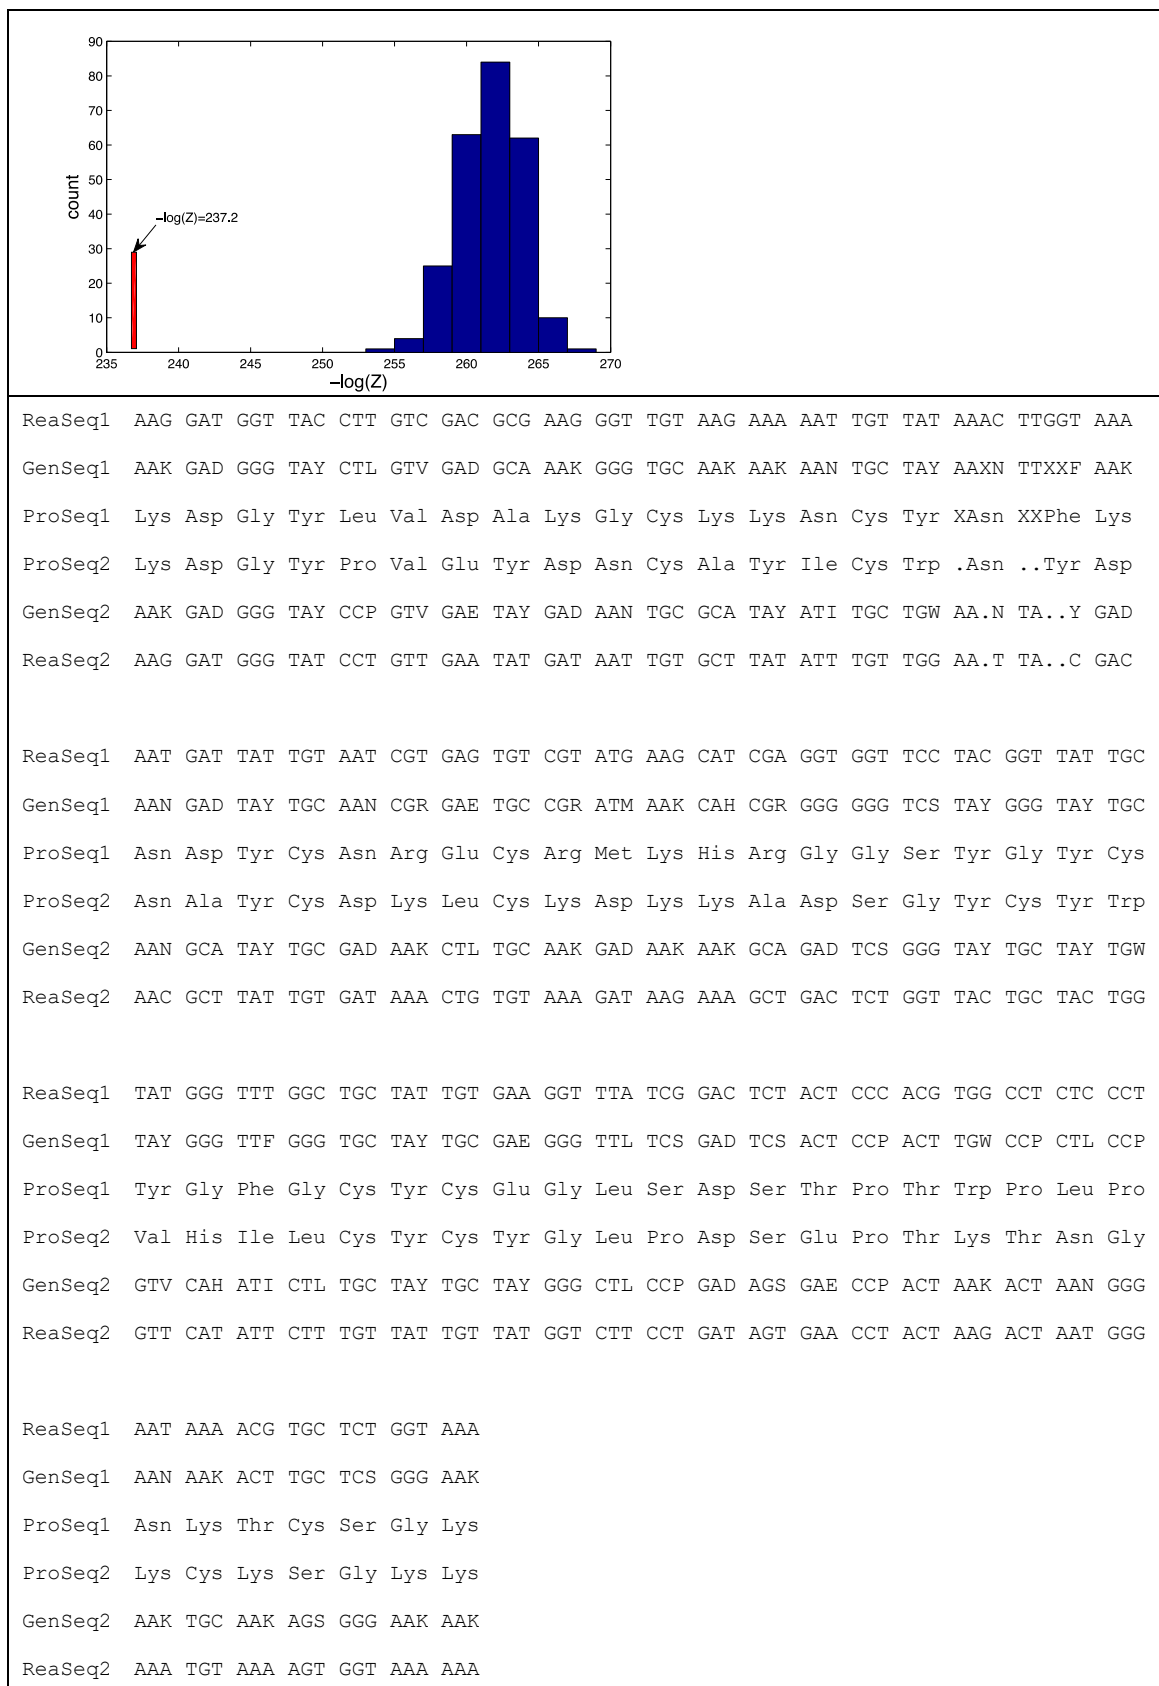 90
80
70
60
50
40
30
20
10
0
count
−log(Z)=237.2
235 240 245 250 255 260 265 270
−log(Z)
ReaSeq1 AAG GAT GGT TAC CTT GTC GAC GCG AAG GGT TGT AAG AAA AAT TGT TAT AAAC TTGGT AAA
GenSeq1 AAK GAD GGG TAY CTL GTV GAD GCA AAK GGG TGC AAK AAK AAN TGC TAY AAXN TTXXF AAK
ProSeq1 Lys Asp Gly Tyr Leu Val Asp Ala Lys Gly Cys Lys Lys Asn Cys Tyr XAsn XXPhe Lys
ProSeq2 Lys Asp Gly Tyr Pro Val Glu Tyr Asp Asn Cys Ala Tyr Ile Cys Trp .Asn ..Tyr Asp
GenSeq2 AAK GAD GGG TAY CCP GTV GAE TAY GAD AAN TGC GCA TAY ATI TGC TGW AA.N TA..Y GAD
ReaSeq2 AAG GAT GGG TAT CCT GTT GAA TAT GAT AAT TGT GCT TAT ATT TGT TGG AA.T TA..C GAC
ReaSeq1 AAT GAT TAT TGT AAT CGT GAG TGT CGT ATG AAG CAT CGA GGT GGT TCC TAC GGT TAT TGC
GenSeq1 AAN GAD TAY TGC AAN CGR GAE TGC CGR ATM AAK CAH CGR GGG GGG TCS TAY GGG TAY TGC
ProSeq1 Asn Asp Tyr Cys Asn Arg Glu Cys Arg Met Lys His Arg Gly Gly Ser Tyr Gly Tyr Cys
ProSeq2 Asn Ala Tyr Cys Asp Lys Leu Cys Lys Asp Lys Lys Ala Asp Ser Gly Tyr Cys Tyr Trp
GenSeq2 AAN GCA TAY TGC GAD AAK CTL TGC AAK GAD AAK AAK GCA GAD TCS GGG TAY TGC TAY TGW
ReaSeq2 AAC GCT TAT TGT GAT AAA CTG TGT AAA GAT AAG AAA GCT GAC TCT GGT TAC TGC TAC TGG
ReaSeq1 TAT GGG TTT GGC TGC TAT TGT GAA GGT TTA TCG GAC TCT ACT CCC ACG TGG CCT CTC CCT
GenSeq1 TAY GGG TTF GGG TGC TAY TGC GAE GGG TTL TCS GAD TCS ACT CCP ACT TGW CCP CTL CCP
ProSeq1 Tyr Gly Phe Gly Cys Tyr Cys Glu Gly Leu Ser Asp Ser Thr Pro Thr Trp Pro Leu Pro
ProSeq2 Val His Ile Leu Cys Tyr Cys Tyr Gly Leu Pro Asp Ser Glu Pro Thr Lys Thr Asn Gly
GenSeq2 GTV CAH ATI CTL TGC TAY TGC TAY GGG CTL CCP GAD AGS GAE CCP ACT AAK ACT AAN GGG
ReaSeq2 GTT CAT ATT CTT TGT TAT TGT TAT GGT CTT CCT GAT AGT GAA CCT ACT AAG ACT AAT GGG
ReaSeq1 AAT AAA ACG TGC TCT GGT AAA
GenSeq1 AAN AAK ACT TGC TCS GGG AAK
ProSeq1 Asn Lys Thr Cys Ser Gly Lys
ProSeq2 Lys Cys Lys Ser Gly Lys Lys
GenSeq2 AAK TGC AAK AGS GGG AAK AAK
ReaSeq2 AAA TGT AAA AGT GGT AAA AAA